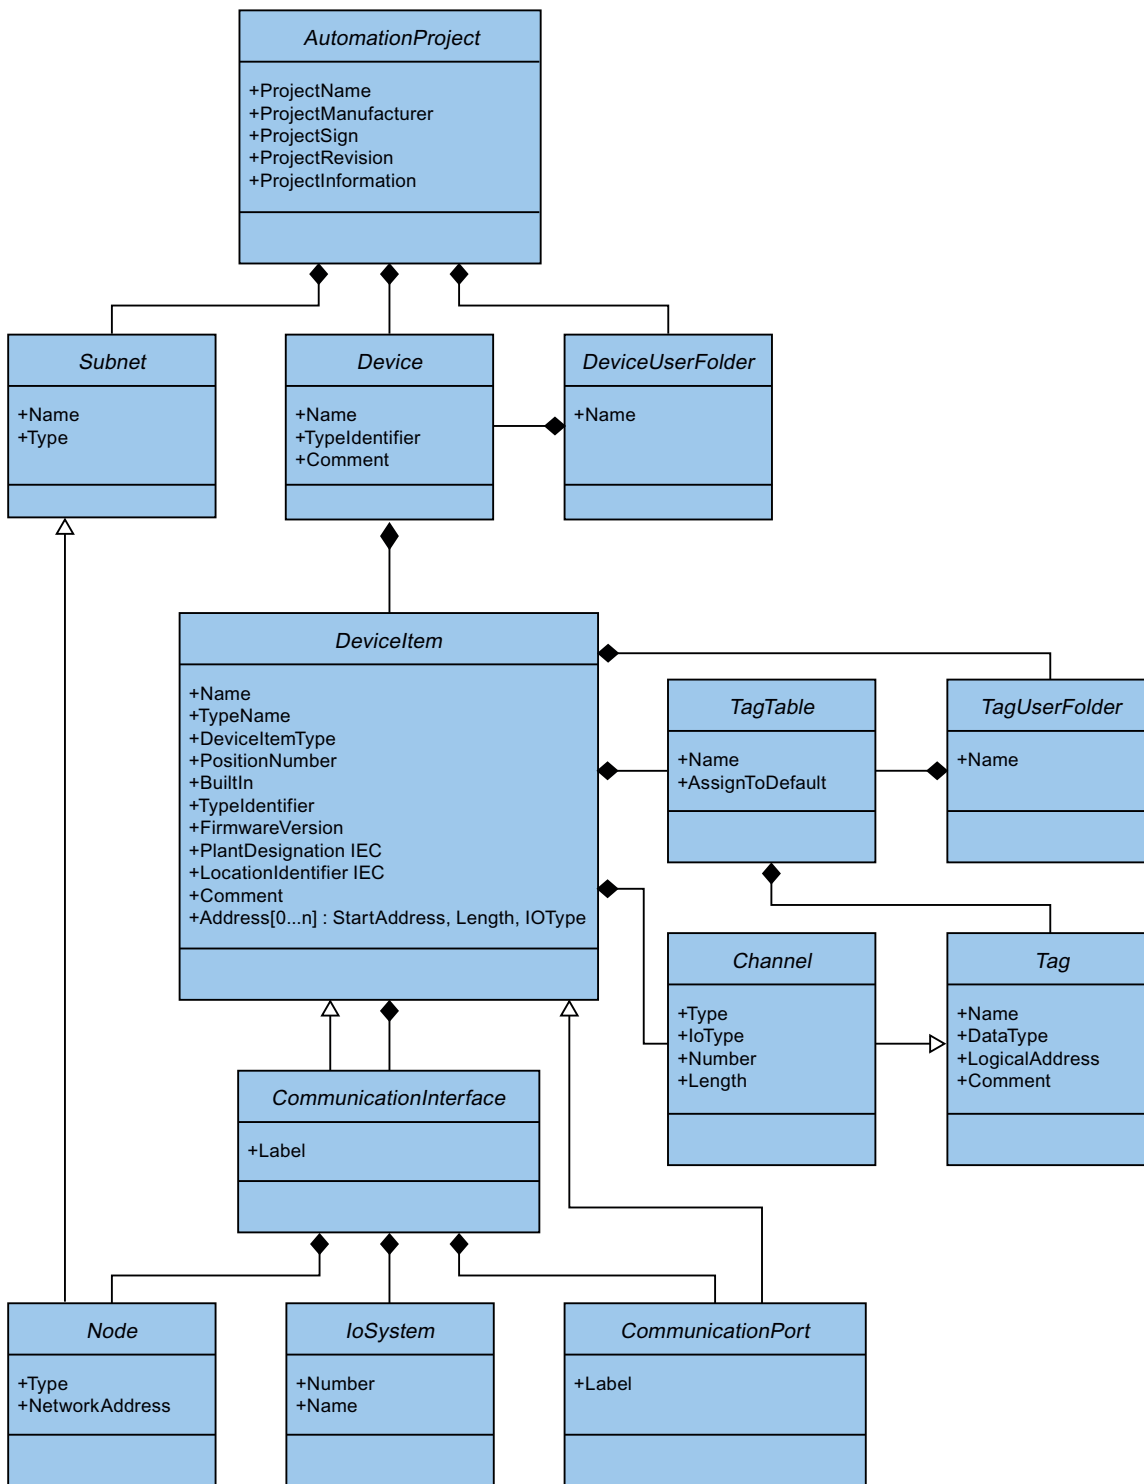 AutomationProject
+ProjectName
+ProjectManufacturer
+ProjectSign
+ProjectRevision
+ProjectInformation
Subnet
+Name
+Type
Device
+Name
+TypeIdentifier
+Comment
DeviceUserFolder
+Name
DeviceItem
+Name
+TypeName
+DeviceItemType
+PositionNumber
+BuiltIn
+TypeIdentifier
+FirmwareVersion
+PlantDesignation IEC
+LocationIdentifier IEC
+Comment
+Address[0...n] : StartAddress, Length, IOType
TagTable
+Name
+AssignToDefault
TagUserFolder
+Name
Channel
+Type
+IoType
+Number
+Length
Tag
+Name
+DataType
+LogicalAddress
+Comment
CommunicationInterface
+Label
Node
+Type
+NetworkAddress
IoSystem
+Number
+Name
CommunicationPort
+Label